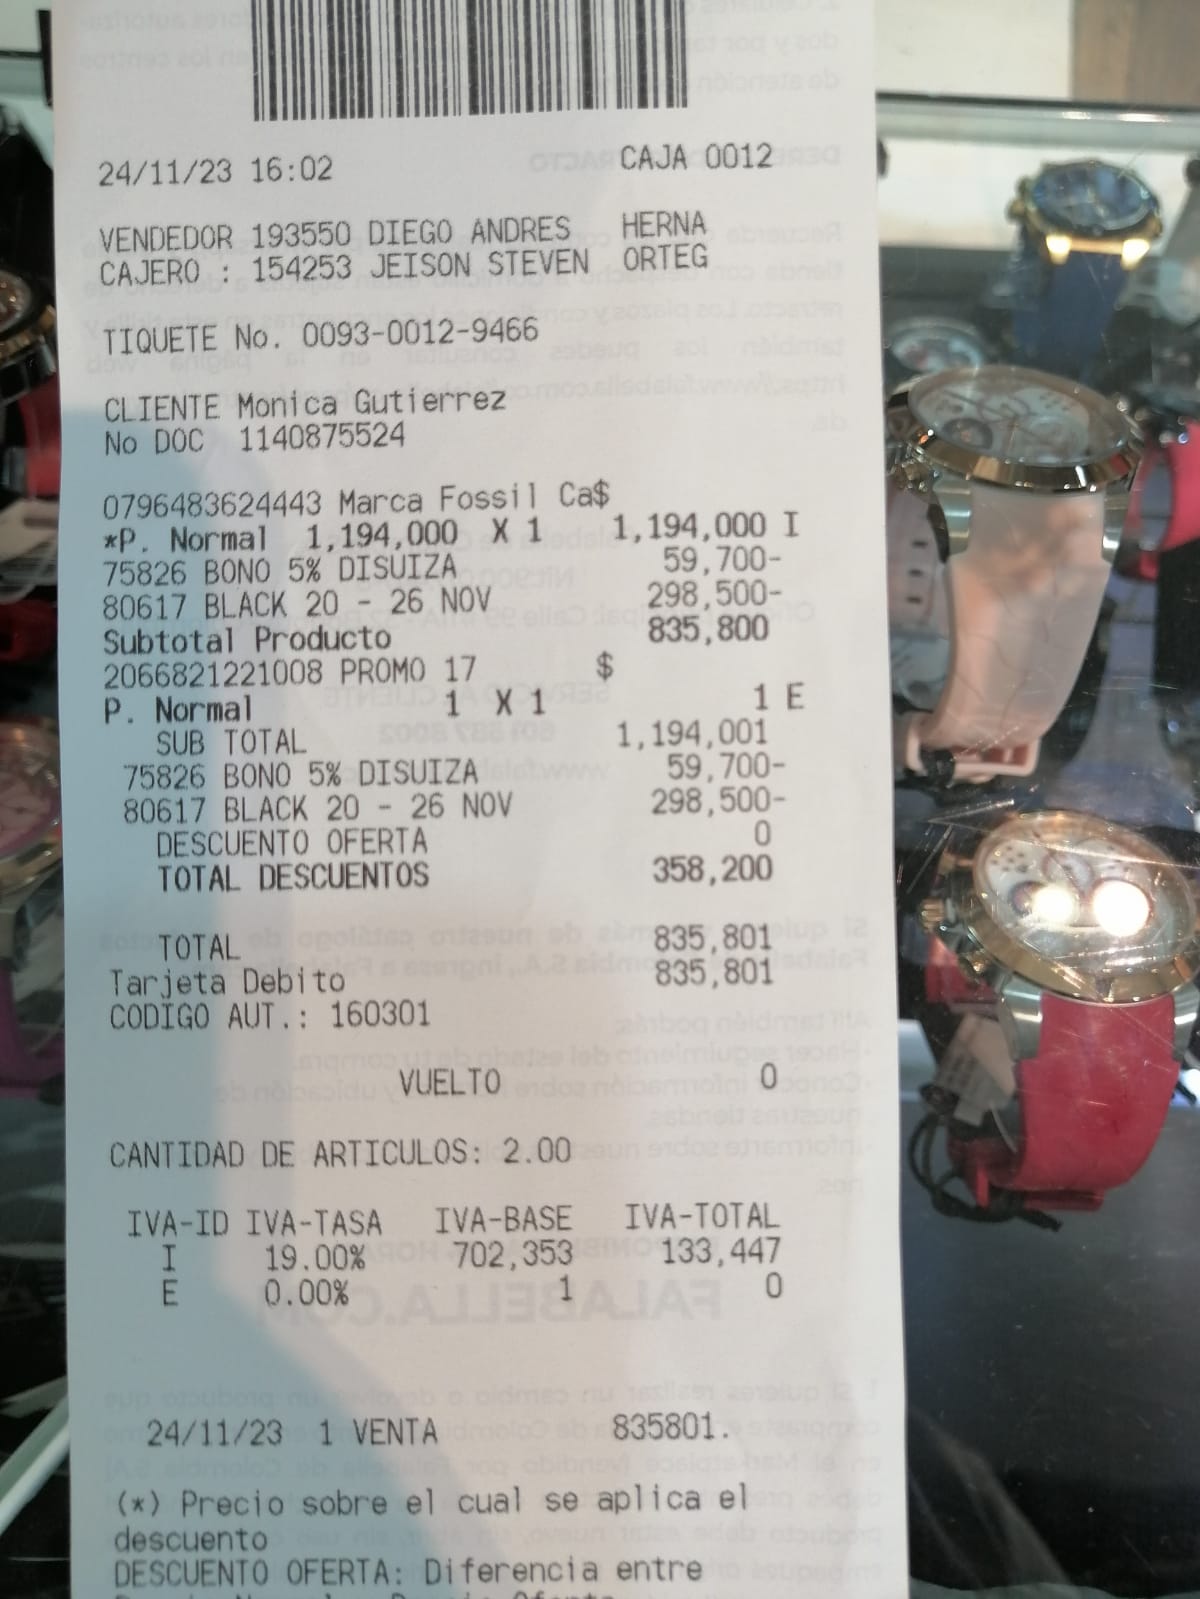 24/11/23 16:02 CAJA 0012
VENDEDOR 193550 DIEGO ANDRES HERNA
CAJERO : 154253 JEISON STEVEN ORTEG
TIQUETE No. 0093-0012-9466
CLIENTE Monica Gutierrez
No DOC 1140875524
0796483624443 Marca Fossil Ca$
*P. Normal 1,194,000 X 1 1,194,000 I
75826 BONO 5% DISUIZA 59,700-
80617 BLACK 20 - 26 NOV 298,500-
Subtotal Producto 835,800
2066821221008 PROMO 17 $
P. Normal 1 X 1 1 E
SUB TOTAL 1,194,001
75826 BONO 5% DISUIZA 59,700-
80617 BLACK 20 - 26 NOV 298,500-
DESCUENTO OFERTA 0
TOTAL DESCUENTOS 358,200
TOTAL 835,801
Tarjeta Debito 835,801
CODIGO AUT.: 160301
VUELTO 0
CANTIDAD DE ARTICULOS: 2.00
IVA-ID IVA-TASA IVA-BASE IVA-TOTAL
I 19.00% 702,353 133,447
E 0.00% 1 0
24/11/23 1 VENTA 835801.
(*) Precio sobre el cual se aplica el
descuento
DESCUENTO OFERTA: Diferencia entre